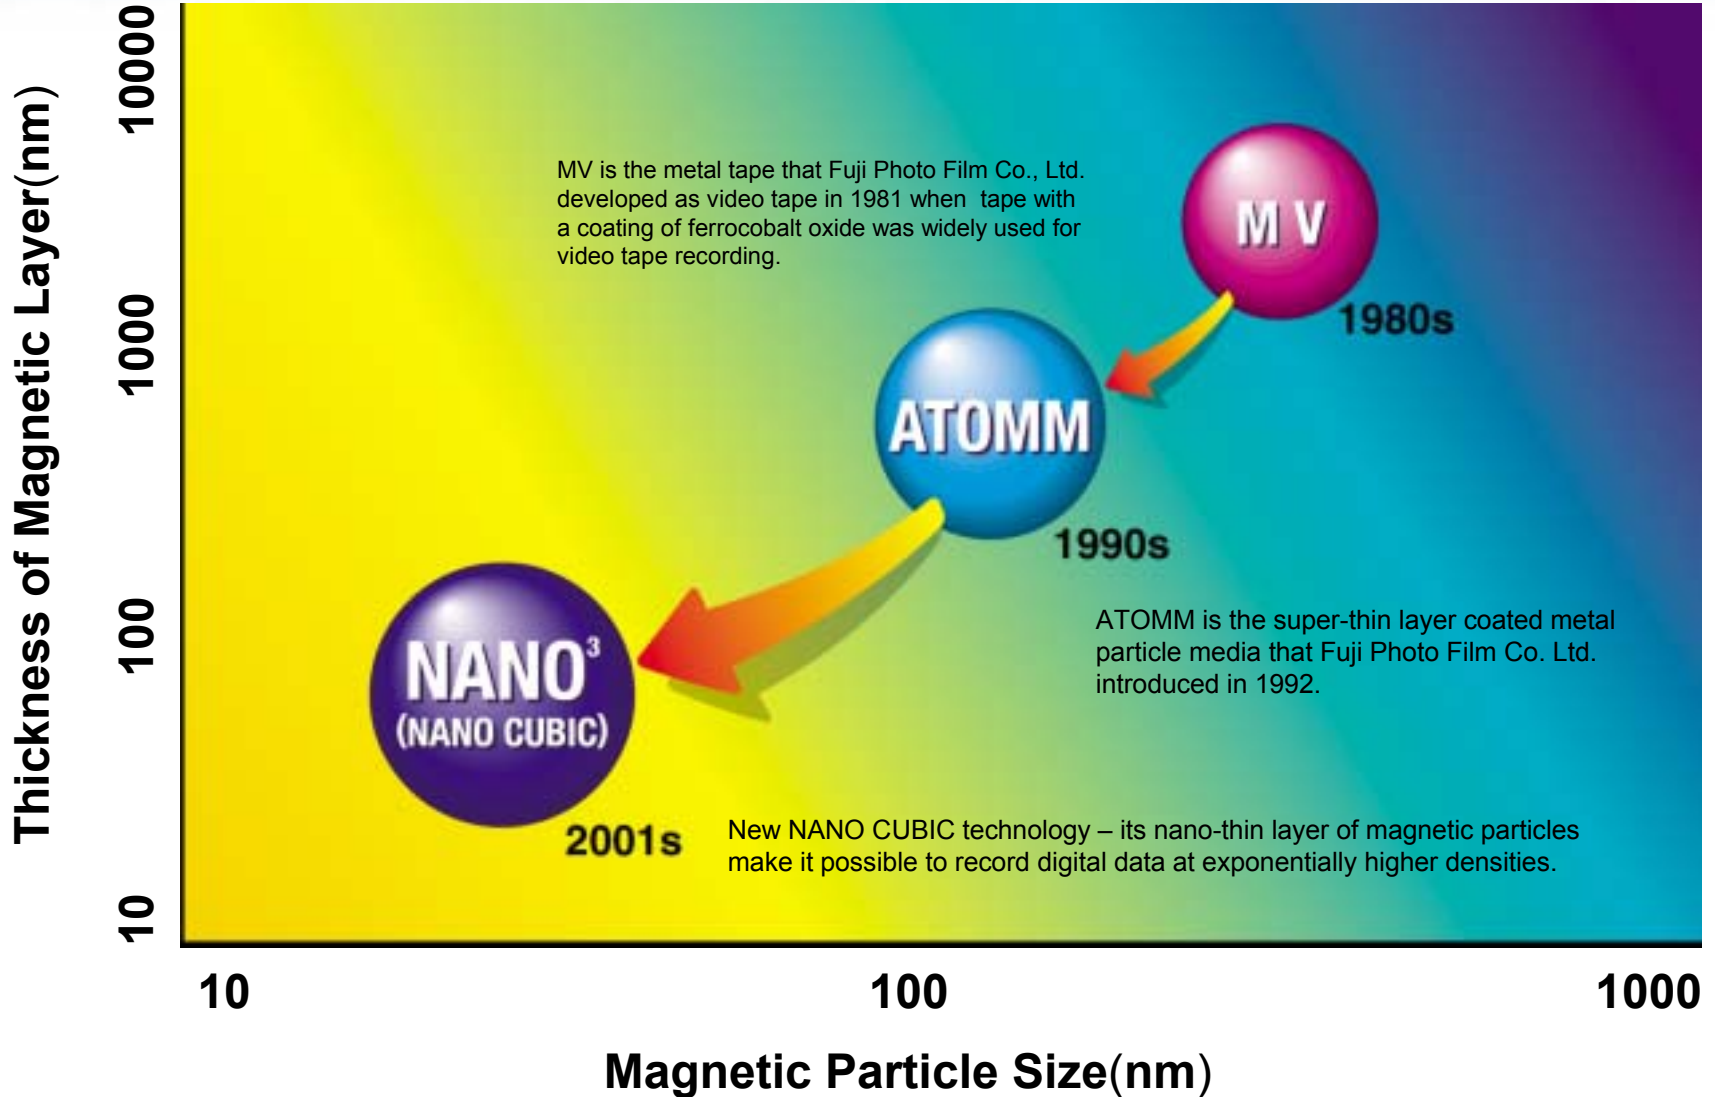 Thickness of Magnetic Layer(nm)
10000
1000
100
10
MV is the metal tape that Fuji Photo Film Co., Ltd.
developed as video tape in 1981 when tape with
a coating of ferrocobalt oxide was widely used for
video tape recording.
M V
1980s
ATOMM
1990s
NANO³
(NANO CUBIC)
2001s
ATOMM is the super-thin layer coated metal
particle media that Fuji Photo Film Co. Ltd.
introduced in 1992.
New NANO CUBIC technology – its nano-thin layer of magnetic particles
make it possible to record digital data at exponentially higher densities.
10 100 1000
Magnetic Particle Size(nm)